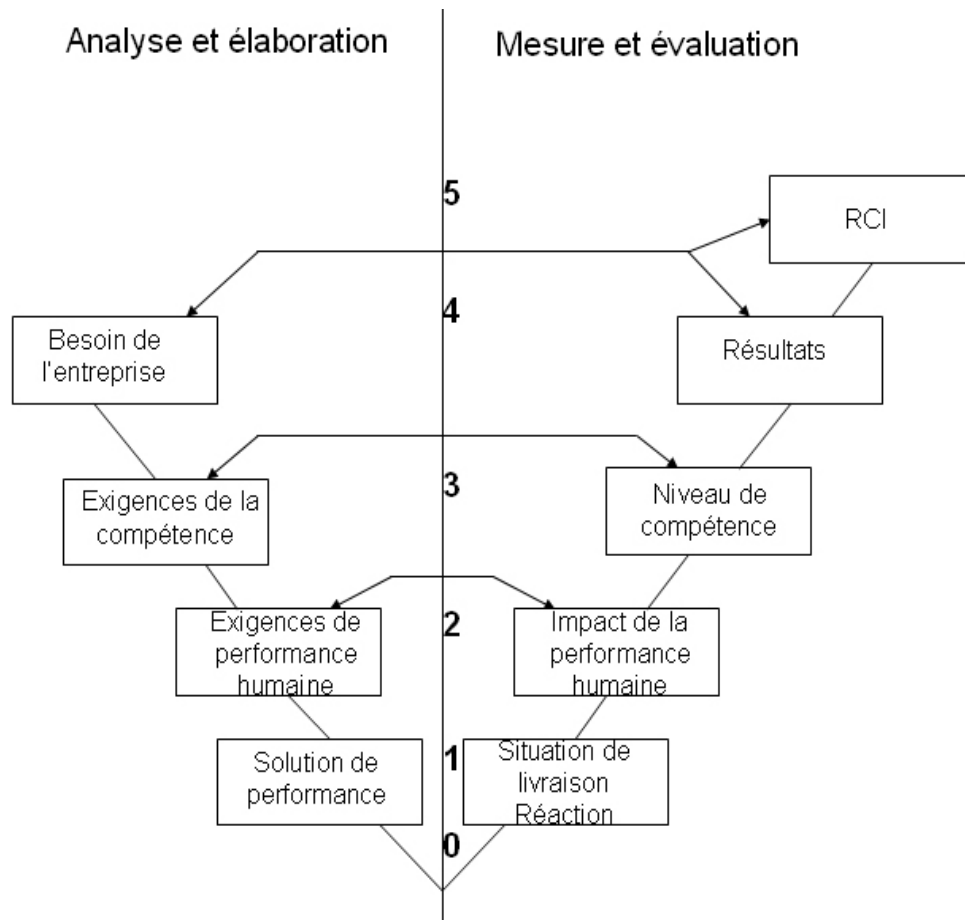 Analyse et élaboration
Mesure et évaluation
5
RCI
4
Besoin de
l'entreprise
Résultats
3
Exigences de la
compétence
Niveau de
compétence
2
Exigences de
performance
humaine
Impact de la
performance
humaine
1
Solution de
performance
Situation de
livraison
Réaction
0